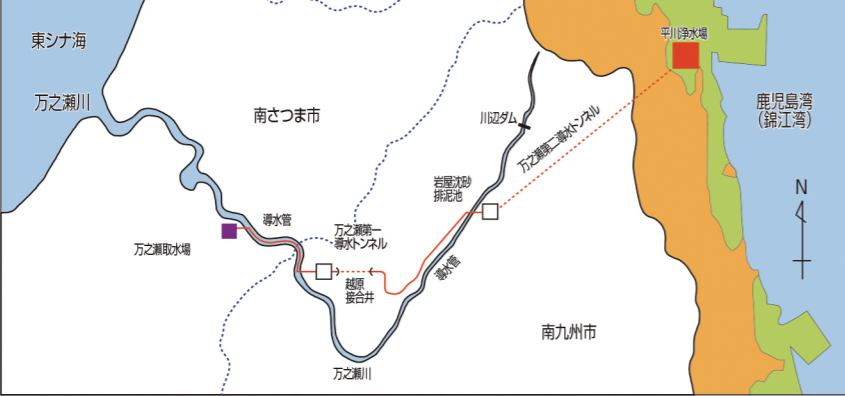 東シナ海
万之瀬川
南さつま市
平川浄水場
鹿児島湾
（錦江湾）
川辺ダム
万之瀬第二導水トンネル
岩屋沈砂
排泥池
N
導水管
万之瀬第一
導水トンネル
万之瀬取水場
越原
接合井
導水管
南九州市
万之瀬川